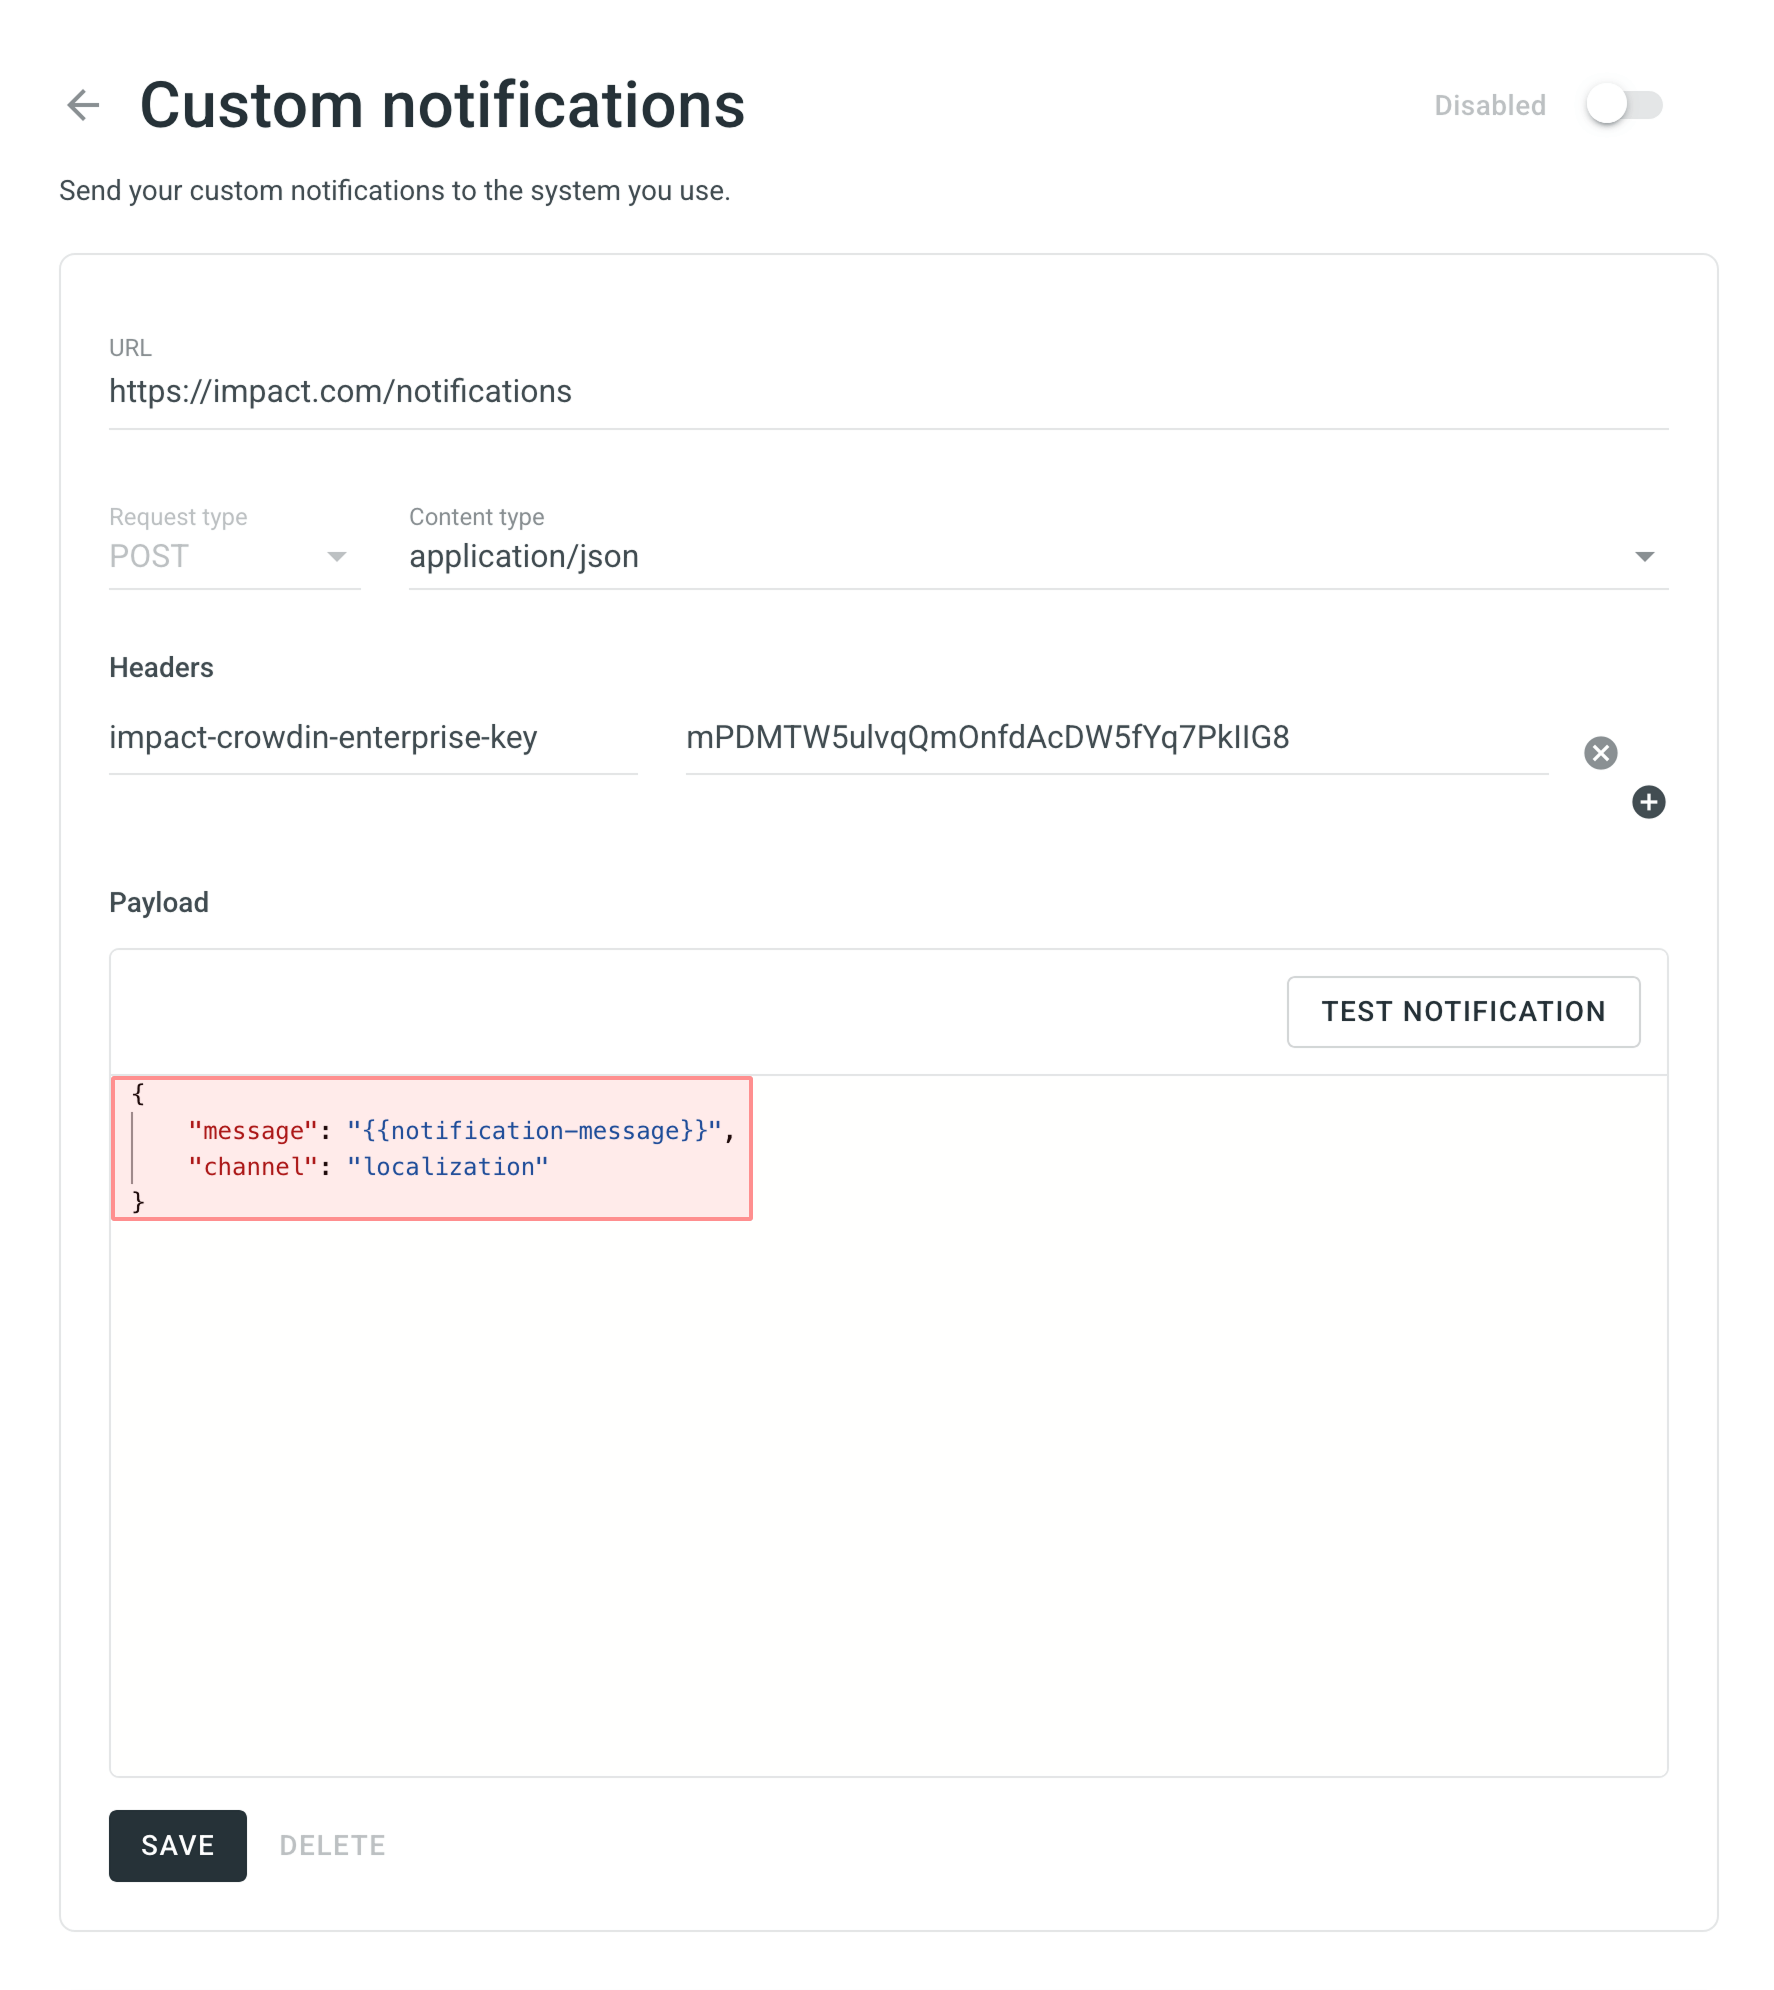 Custom notifications
Disabled
Send your custom notifications to the system you use.
URL
https://impact.com/notifications
Request type
Content type
POST
application/json
Headers
impact-crowdin-enterprise-key
mPDMTW5ulvqQmOnfdAcDW5fYq7PkIIG8
Payload
TEST NOTIFICATION
{
"message": "{{notification-message}}",
"channel": "localization"
}
SAVE
DELETE